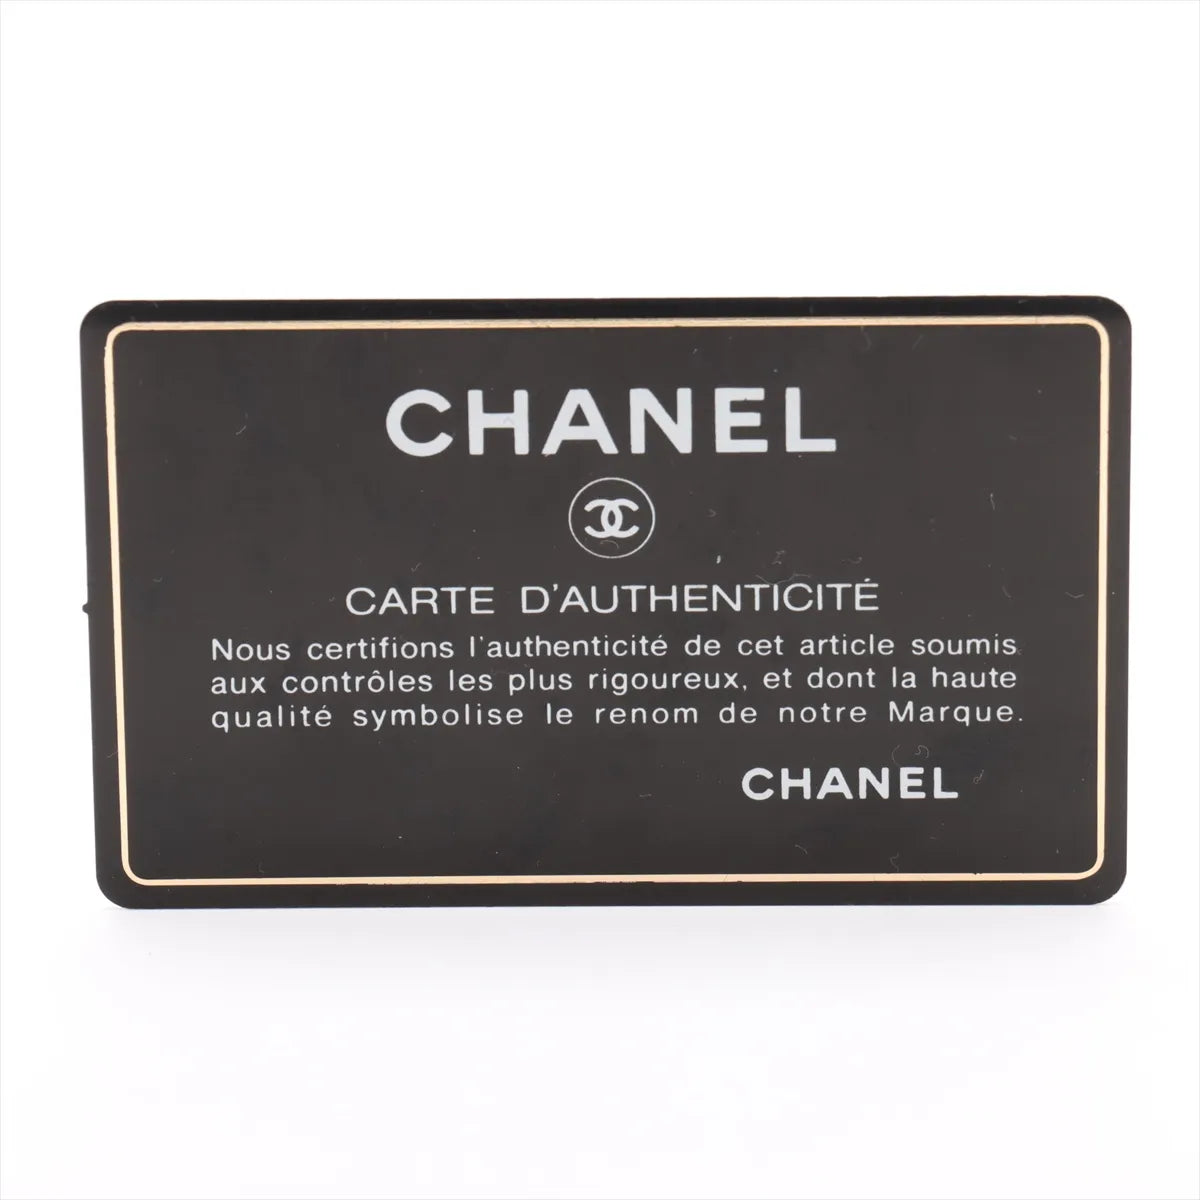 CHANEL
CARTE D'AUTHENTICITÉ
Nous certifions l'authenticité de cet article soumis
aux contrôles les plus rigoureux, et dont la haute
qualité symbolise le renom de notre Marque.
CHANEL